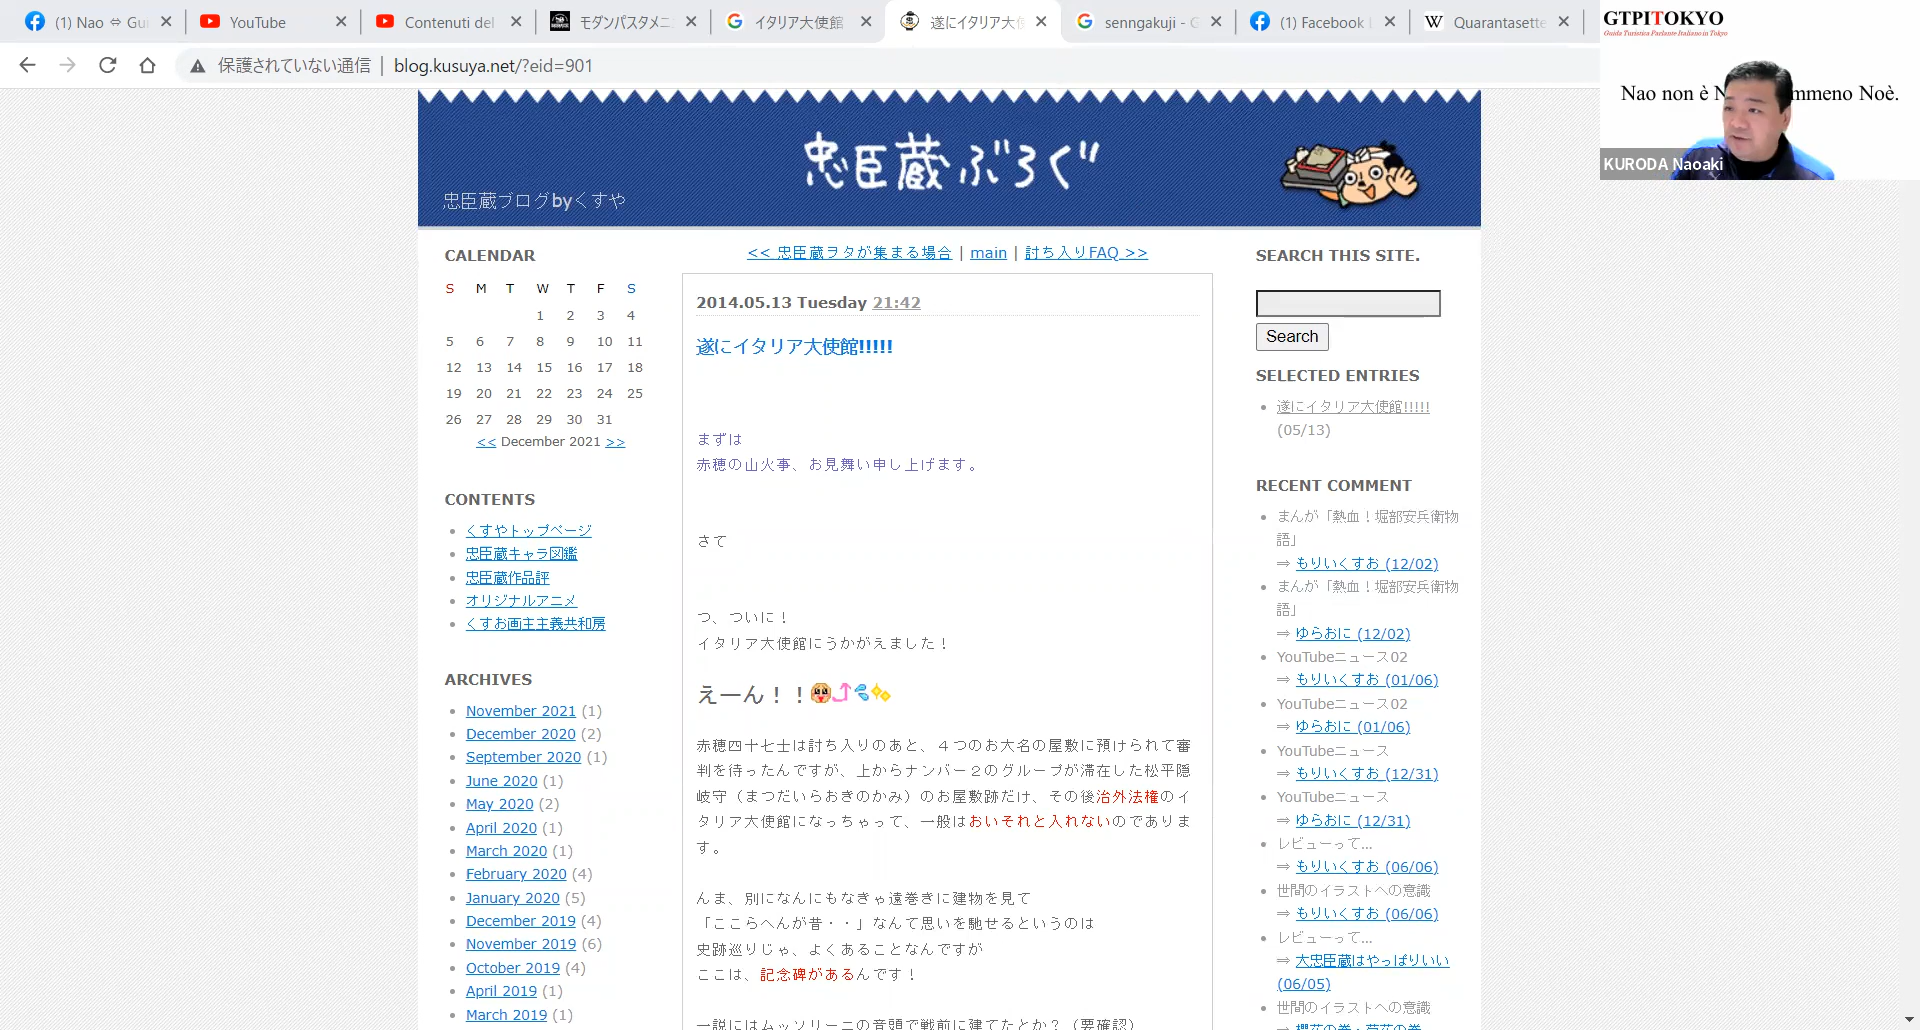 (1) Nao ⇔ Gui
YouTube
Contenuti del
モダンパスタメニ
イタリア大使館
遂にイタリア大使
senngakuji - G
(1) Facebook
Quarantasette
GTPITOKYO
Guida Turistica Parlante Italiano in Tokyo
保護されていない通信 | blog.kusuya.net/?eid=901
Nao non è N mmeno Noè.
KURODA Naoaki
忠臣蔵ぶろぐ
忠臣蔵ブログbyくすや
CALENDAR
S M T W T F S
1 2 3 4
5 6 7 8 9 10 11
12 13 14 15 16 17 18
19 20 21 22 23 24 25
26 27 28 29 30 31
<< December 2021 >>
CONTENTS
くすやトップページ
忠臣蔵キャラ図鑑
忠臣蔵作品評
オリジナルアニメ
くすお画主主義共和房
ARCHIVES
November 2021 (1)
December 2020 (2)
September 2020 (1)
June 2020 (1)
May 2020 (2)
April 2020 (1)
March 2020 (1)
February 2020 (4)
January 2020 (5)
December 2019 (4)
November 2019 (6)
October 2019 (4)
April 2019 (1)
March 2019 (1)
<< 忠臣蔵ヲタが集まる場合 | main | 討ち入りFAQ >>
2014.05.13 Tuesday 21:42
遂にイタリア大使館!!!!!
まずは
赤穂の山火事、お見舞い申し上げます。
さて
つ、ついに！
イタリア大使館にうかがえました！
えーん！！
赤穂四十七士は討ち入りのあと、４つのお大名の屋敷に預けられて審
判を待ったんですが、上からナンバー２のグループが滞在した松平隠
岐守（まつだいらおきのかみ）のお屋敷跡だけ、その後治外法権のイ
タリア大使館になっちゃって、一般はおいそれと入れないのでありま
す。
んま、別になんにもなきゃ遠巻きに建物を見て
「ここらへんが昔・・」なんて思いを馳せるというのは
史跡巡りじゃ、よくあることなんですが
ここは、記念碑があるんです！
一説にはムッソリーニの音頭で戦前に建てたとか？（要確認）
SEARCH THIS SITE.
Search
SELECTED ENTRIES
遂にイタリア大使館!!!!!
(05/13)
RECENT COMMENT
まんが「熱血！堀部安兵衛物
語」
⇒ もりいくすお (12/02)
まんが「熱血！堀部安兵衛物
語」
⇒ ゆらおに (12/02)
YouTubeニュース02
⇒ もりいくすお (01/06)
YouTubeニュース02
⇒ ゆらおに (01/06)
YouTubeニュース
⇒ もりいくすお (12/31)
YouTubeニュース
⇒ ゆらおに (12/31)
レビューって...
⇒ もりいくすお (06/06)
世間のイラストへの意識
⇒ もりいくすお (06/06)
レビューって...
⇒ 大忠臣蔵はやっぱりいい
(06/05)
世間のイラストへの意識